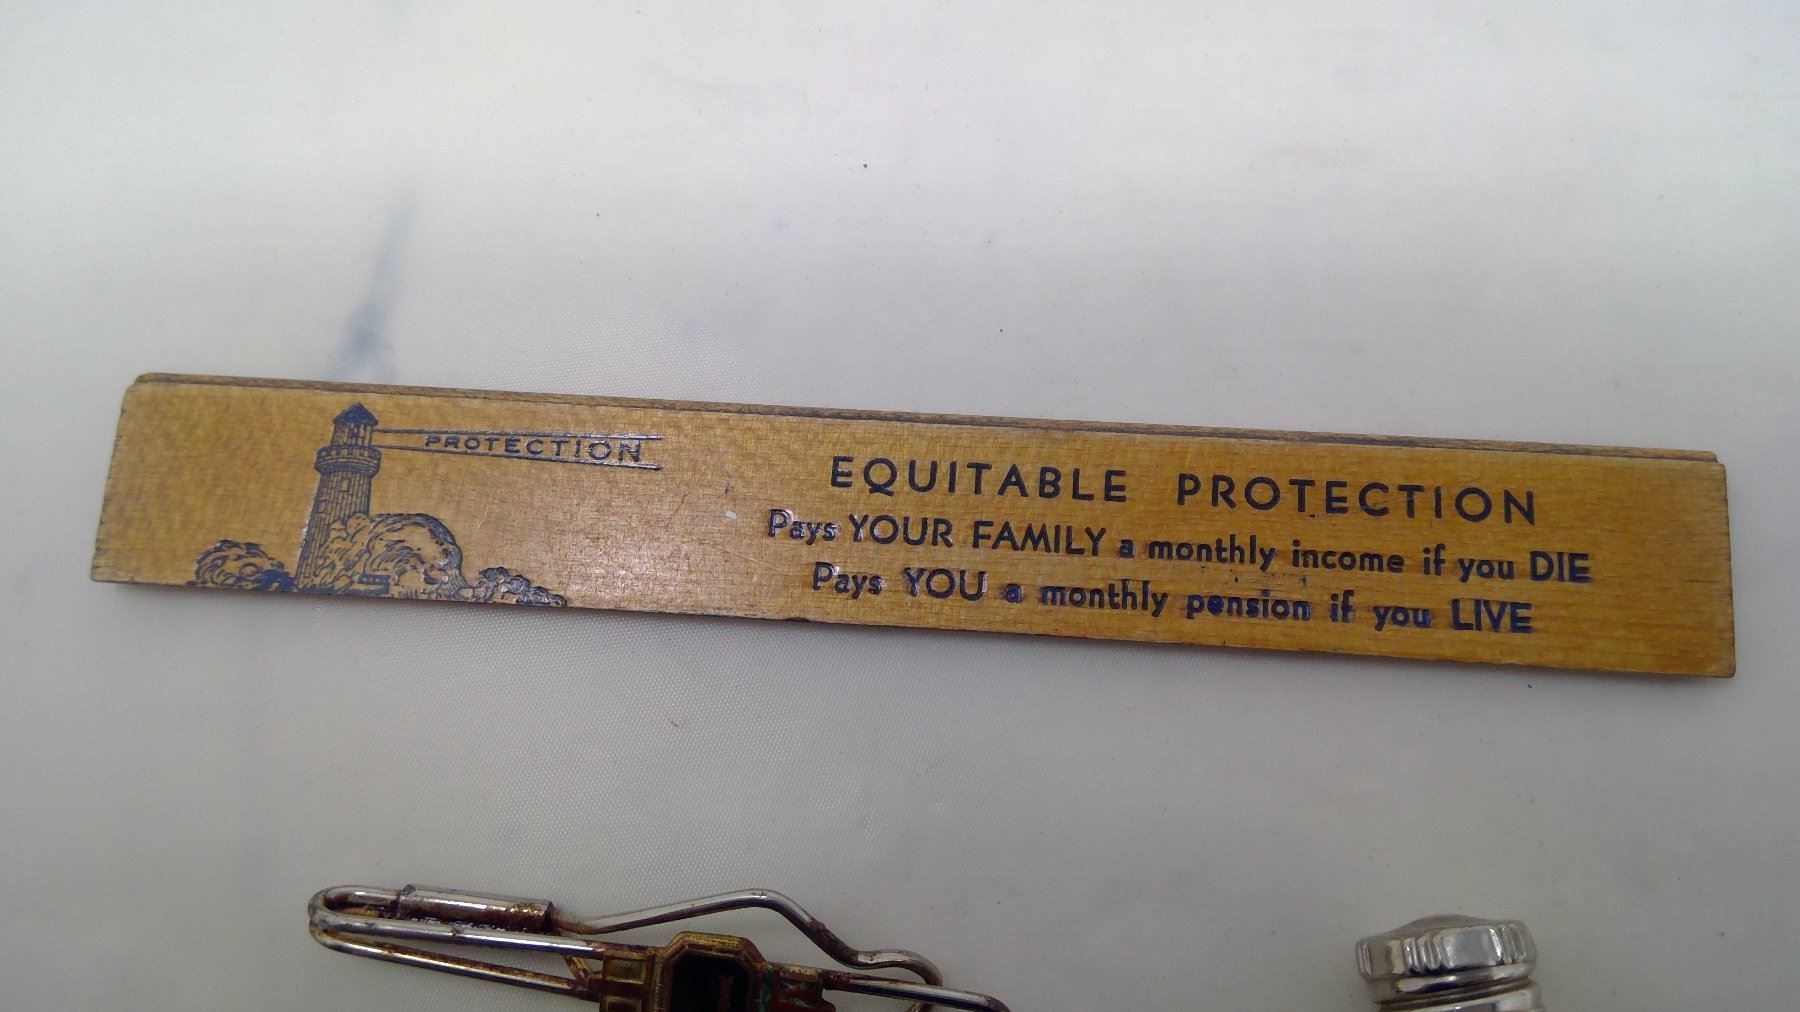 PROTECTION
EQUITABLE PROTECTION
Pays YOUR FAMILY a monthly income if you DIE
Pays YOU a monthly pension if you LIVE